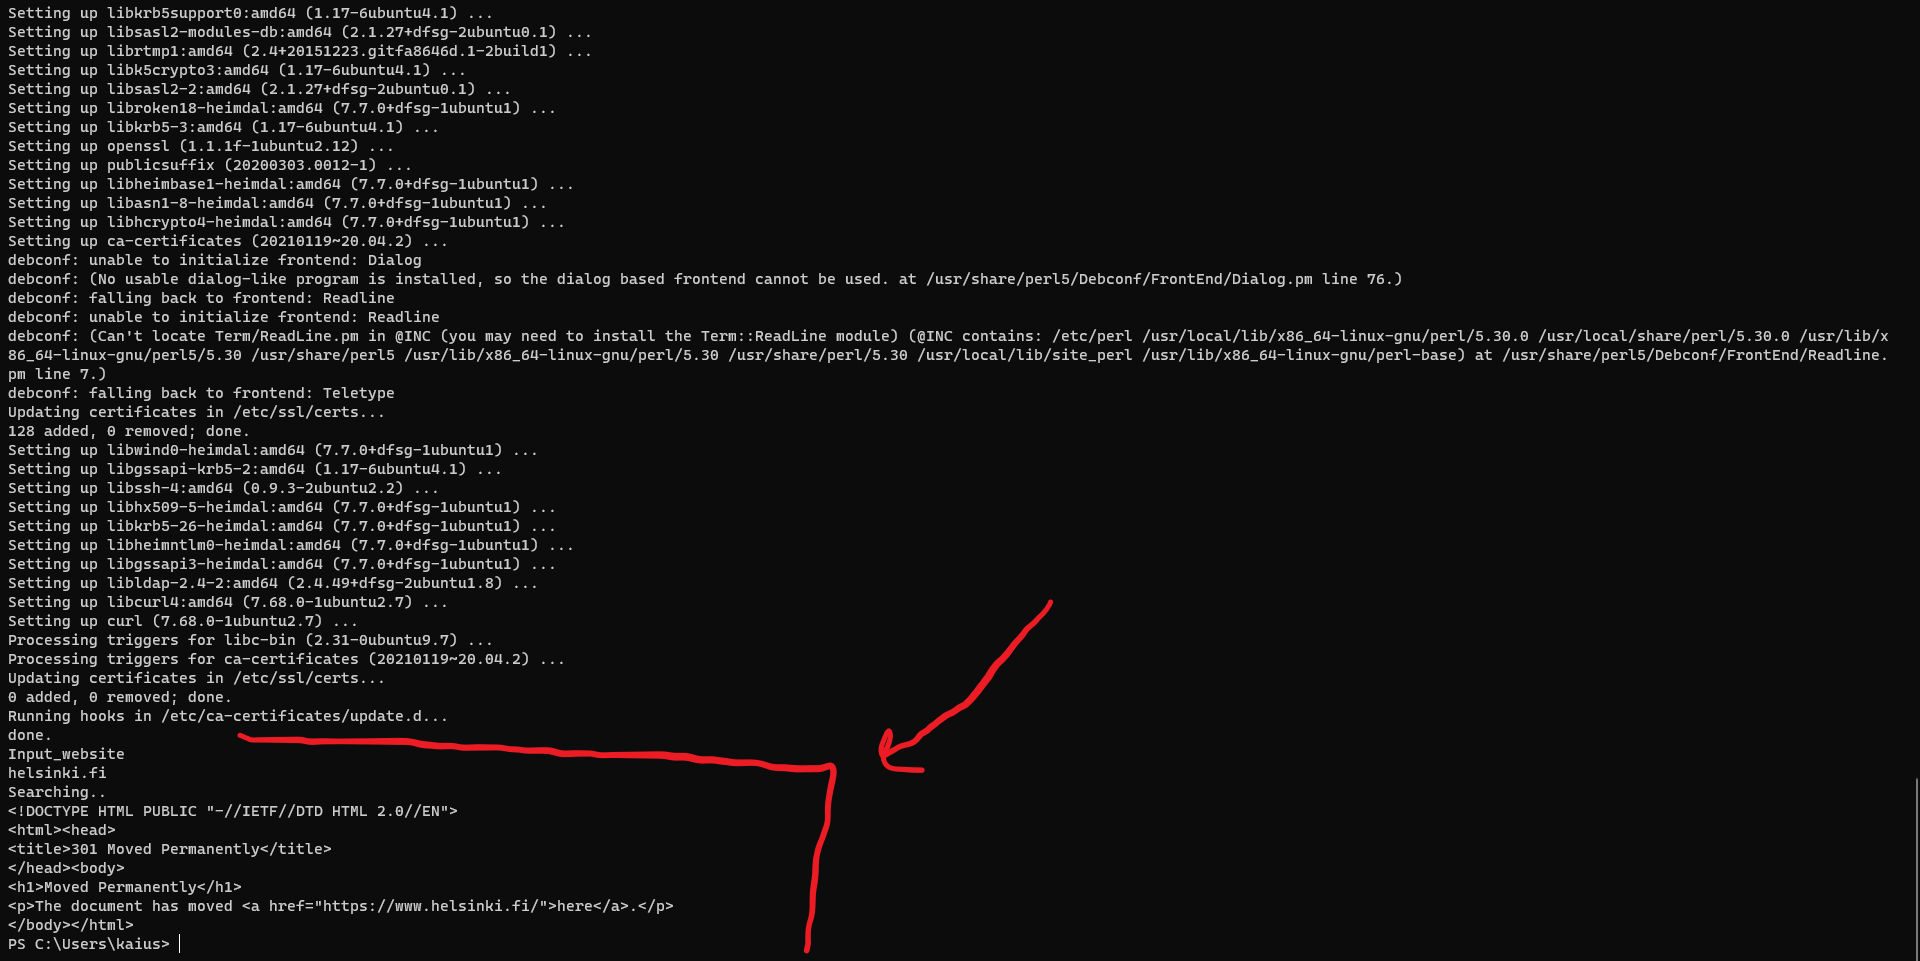 Setting up libkrb5support0:amd64 (1.17-6ubuntu4.1) ...
Setting up libsasl2-modules-db:amd64 (2.1.27+dfsg-2ubuntu0.1) ...
Setting up librtmp1:amd64 (2.4+20151223.gitfa8646d.1-2build1) ...
Setting up libk5crypto3:amd64 (1.17-6ubuntu4.1) ...
Setting up libsasl2-2:amd64 (2.1.27+dfsg-2ubuntu0.1) ...
Setting up libroken18-heimdal:amd64 (7.7.0+dfsg-1ubuntu1) ...
Setting up libkrb5-3:amd64 (1.17-6ubuntu4.1) ...
Setting up openssl (1.1.1f-1ubuntu2.12) ...
Setting up publicsuffix (20200303.0012-1) ...
Setting up libheimbase1-heimdal:amd64 (7.7.0+dfsg-1ubuntu1) ...
Setting up libasn1-8-heimdal:amd64 (7.7.0+dfsg-1ubuntu1) ...
Setting up libhcrypto4-heimdal:amd64 (7.7.0+dfsg-1ubuntu1) ...
Setting up ca-certificates (20210119~20.04.2) ...
debconf: unable to initialize frontend: Dialog
debconf: (No usable dialog-like program is installed, so the dialog based frontend cannot be used. at /usr/share/perl5/Debconf/FrontEnd/Dialog.pm line 76.)
debconf: falling back to frontend: Readline
debconf: unable to initialize frontend: Readline
debconf: (Can't locate Term/ReadLine.pm in @INC (you may need to install the Term::ReadLine module) (@INC contains: /etc/perl /usr/local/lib/x86_64-linux-gnu/perl/5.30.0 /usr/local/share/perl/5.30.0 /usr/lib/x
86_64-linux-gnu/perl5/5.30 /usr/share/perl5 /usr/lib/x86_64-linux-gnu/perl/5.30 /usr/share/perl/5.30 /usr/local/lib/site_perl /usr/lib/x86_64-linux-gnu/perl-base) at /usr/share/perl5/Debconf/FrontEnd/Readline.
pm line 7.)
debconf: falling back to frontend: Teletype
Updating certificates in /etc/ssl/certs...
128 added, 0 removed; done.
Setting up libwind0-heimdal:amd64 (7.7.0+dfsg-1ubuntu1) ...
Setting up libgssapi-krb5-2:amd64 (1.17-6ubuntu4.1) ...
Setting up libssh-4:amd64 (0.9.3-2ubuntu2.2) ...
Setting up libhx509-5-heimdal:amd64 (7.7.0+dfsg-1ubuntu1) ...
Setting up libkrb5-26-heimdal:amd64 (7.7.0+dfsg-1ubuntu1) ...
Setting up libheimntlm0-heimdal:amd64 (7.7.0+dfsg-1ubuntu1) ...
Setting up libgssapi3-heimdal:amd64 (7.7.0+dfsg-1ubuntu1) ...
Setting up libldap-2.4-2:amd64 (2.4.49+dfsg-2ubuntu1.8) ...
Setting up libcurl4:amd64 (7.68.0-1ubuntu2.7) ...
Setting up curl (7.68.0-1ubuntu2.7) ...
Processing triggers for libc-bin (2.31-0ubuntu9.7) ...
Processing triggers for ca-certificates (20210119~20.04.2) ...
Updating certificates in /etc/ssl/certs...
0 added, 0 removed; done.
Running hooks in /etc/ca-certificates/update.d...
done.
Input_website
helsinki.fi
Searching..
<!DOCTYPE HTML PUBLIC "-//IETF//DTD HTML 2.0//EN">
<html><head>
<title>301 Moved Permanently</title>
</head><body>
<h1>Moved Permanently</h1>
<p>The document has moved <a href="https://www.helsinki.fi/">here</a>.</p>
</body></html>
PS C:\Users\kaius>